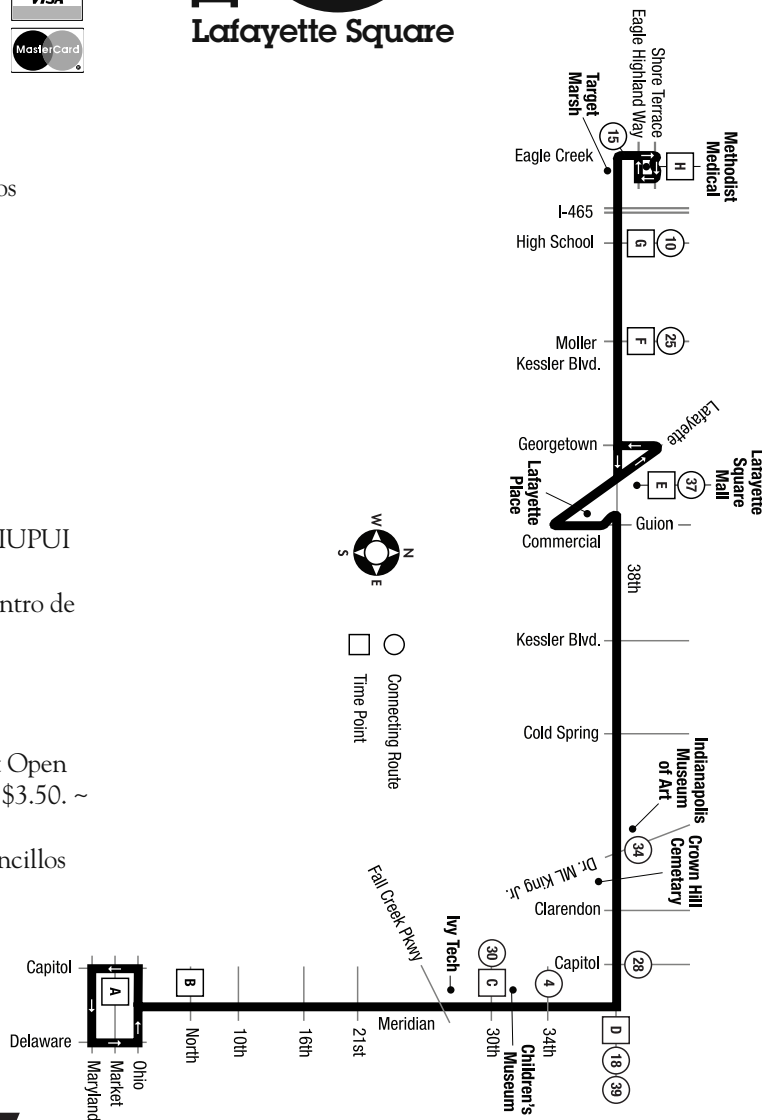 VISA
MasterCard
Lafayette Square
os
IUPUI
ntro de
Open
$3.50. ~
ncillos
Methodist
Medical
Shore Terrace
Eagle Highland Way
Target
Marsh
15
H
Eagle Creek
I-465
High School
G
10
Moller
F
25
Kessler Blvd.
Lafayette
Georgetown
Lafayette
Square
Mall
E
37
Lafayette
Place
Guion
Commercial
38th
W
N
S
E
Connecting Route
Time Point
Kessler Blvd.
Cold Spring
Indianapolis
Museum
of Art
34
Dr. ML King Jr.
Crown Hill
Cemetary
Clarendon
Capitol
28
Fall Creek Pkwy
Ivy Tech
30
C
4
Capitol
A
B
Meridian
D
18
39
Delaware
Maryland
Market
Ohio
North
10th
16th
21st
30th
34th
Children's
Museum